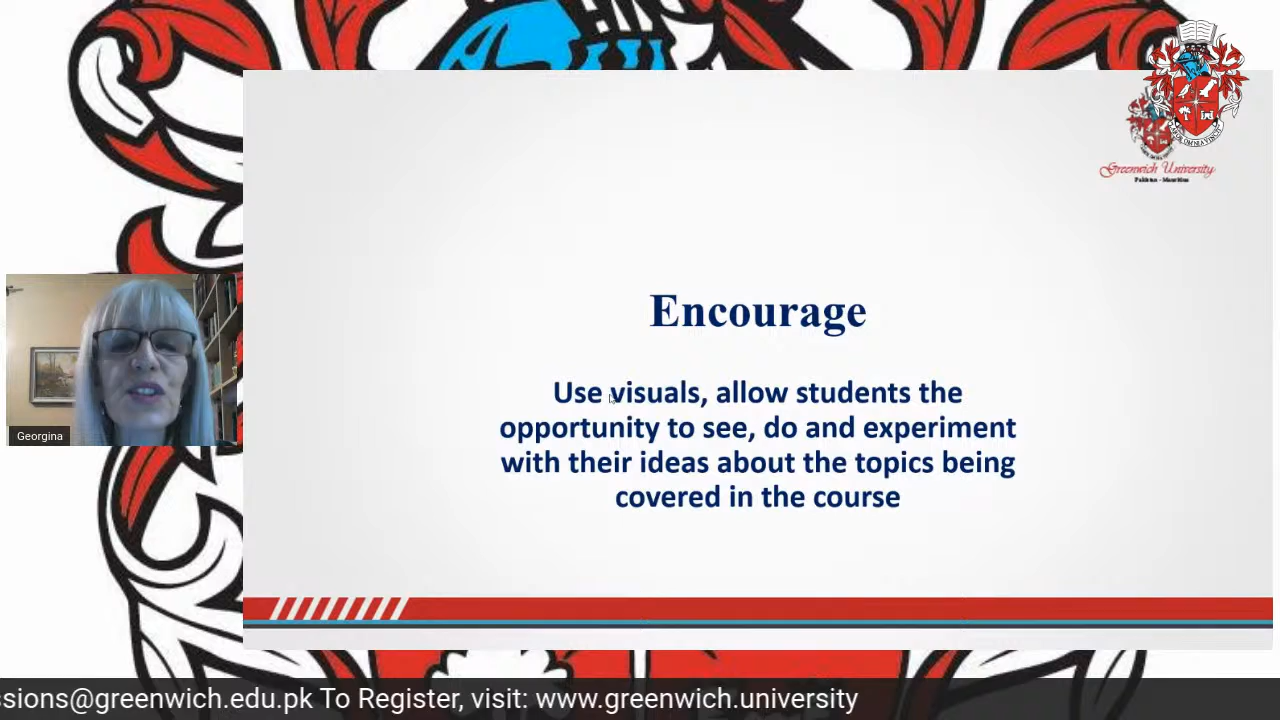 Greenwich University
Pakistan - Mauritius
Encourage
Use visuals, allow students the
opportunity to see, do and experiment
with their ideas about the topics being
covered in the course
Georgina
ssions@greenwich.edu.pk To Register, visit: www.greenwich.university